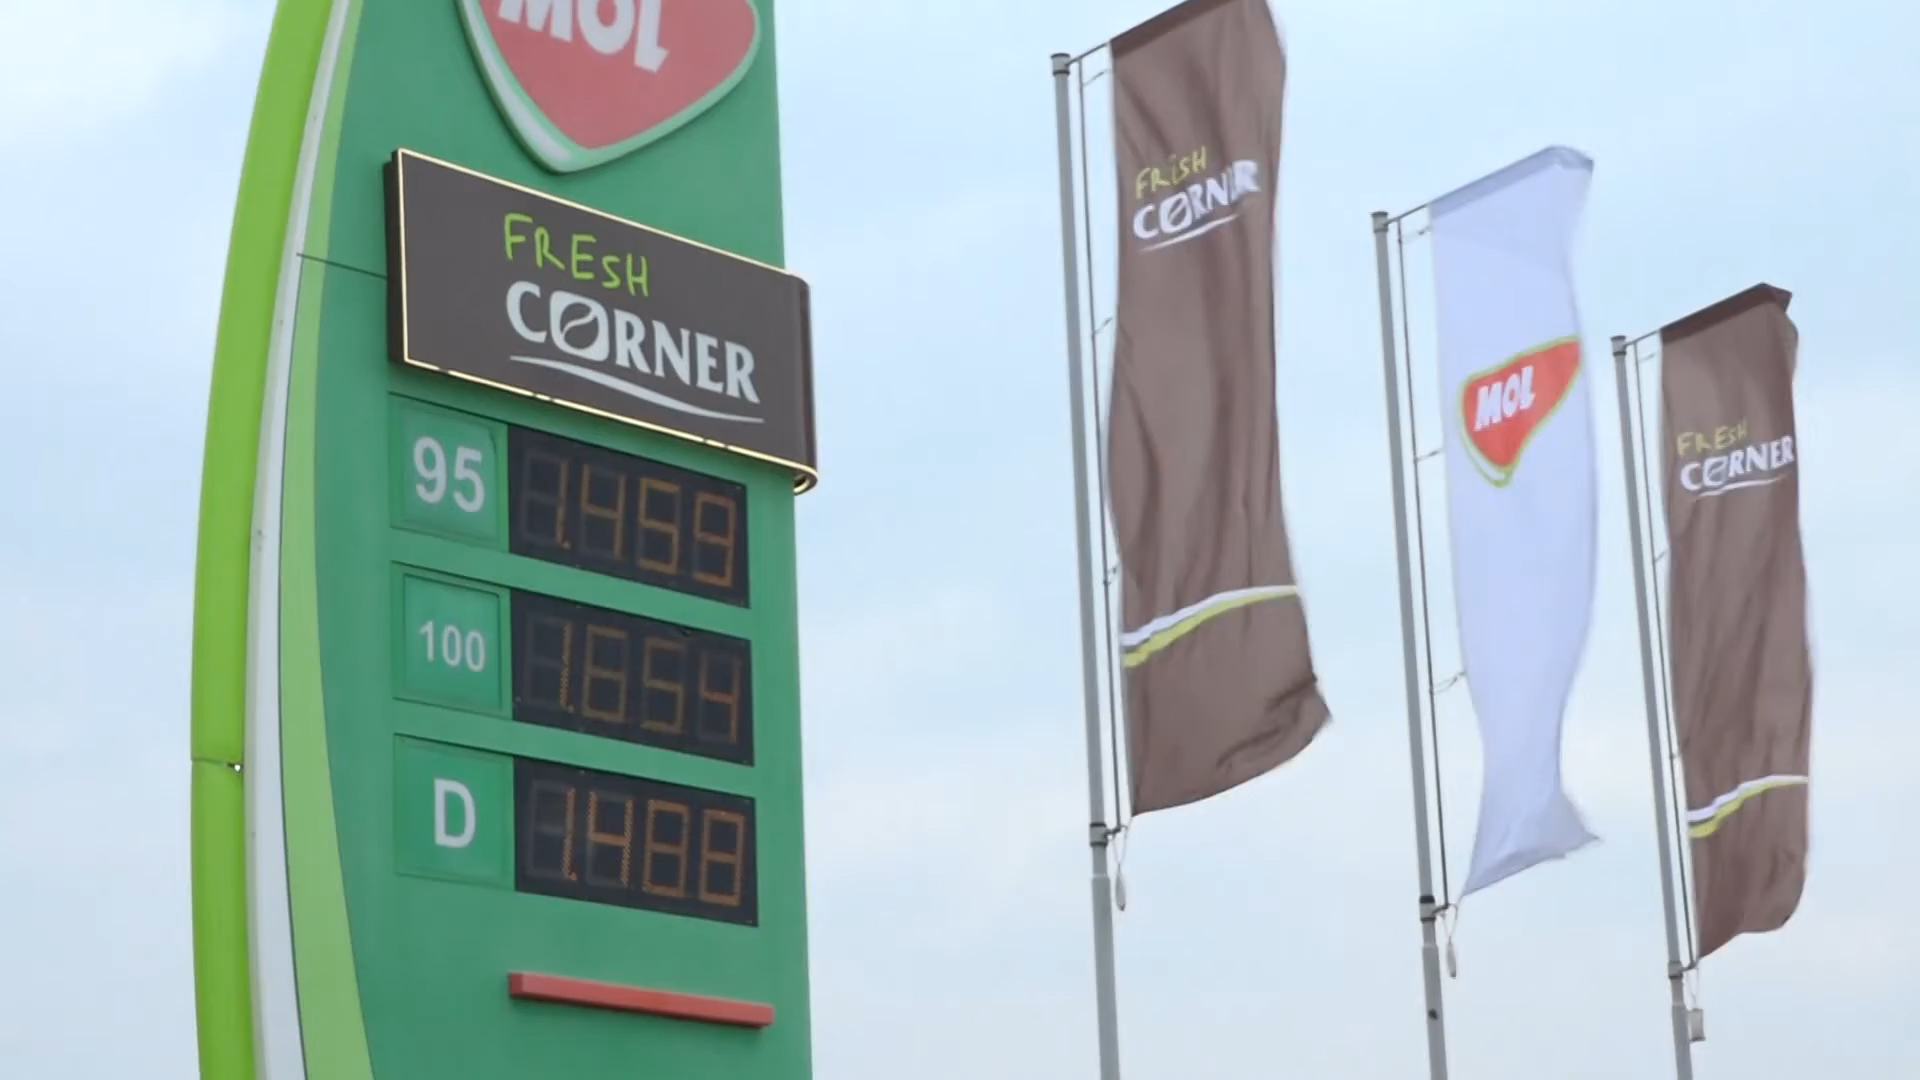 MOL
FRESH
CORNER
95 1.459
100 1.654
D 1.488
FRESH
CORNER
MOL
FRESH
CORNER